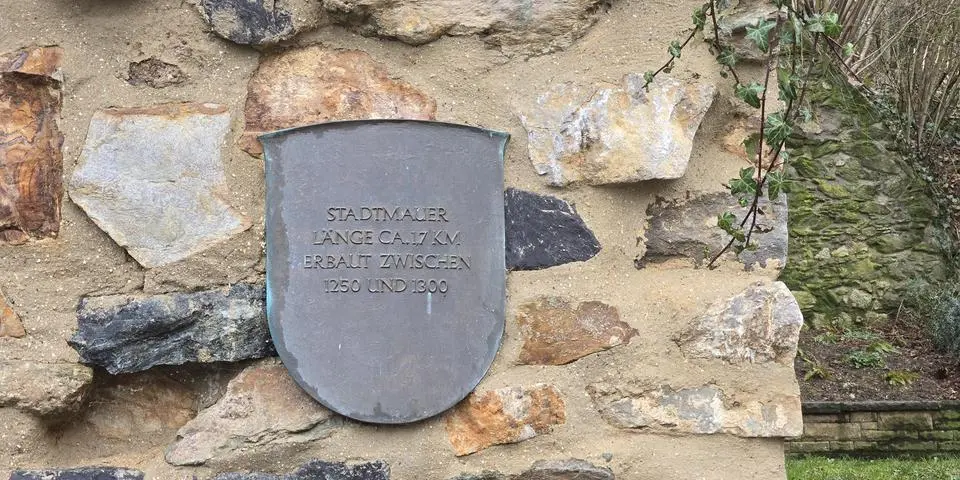 STADTMAUER
LÄNGE CA. 1.7 KM
ERBAUT ZWISCHEN
1250 UND 1300